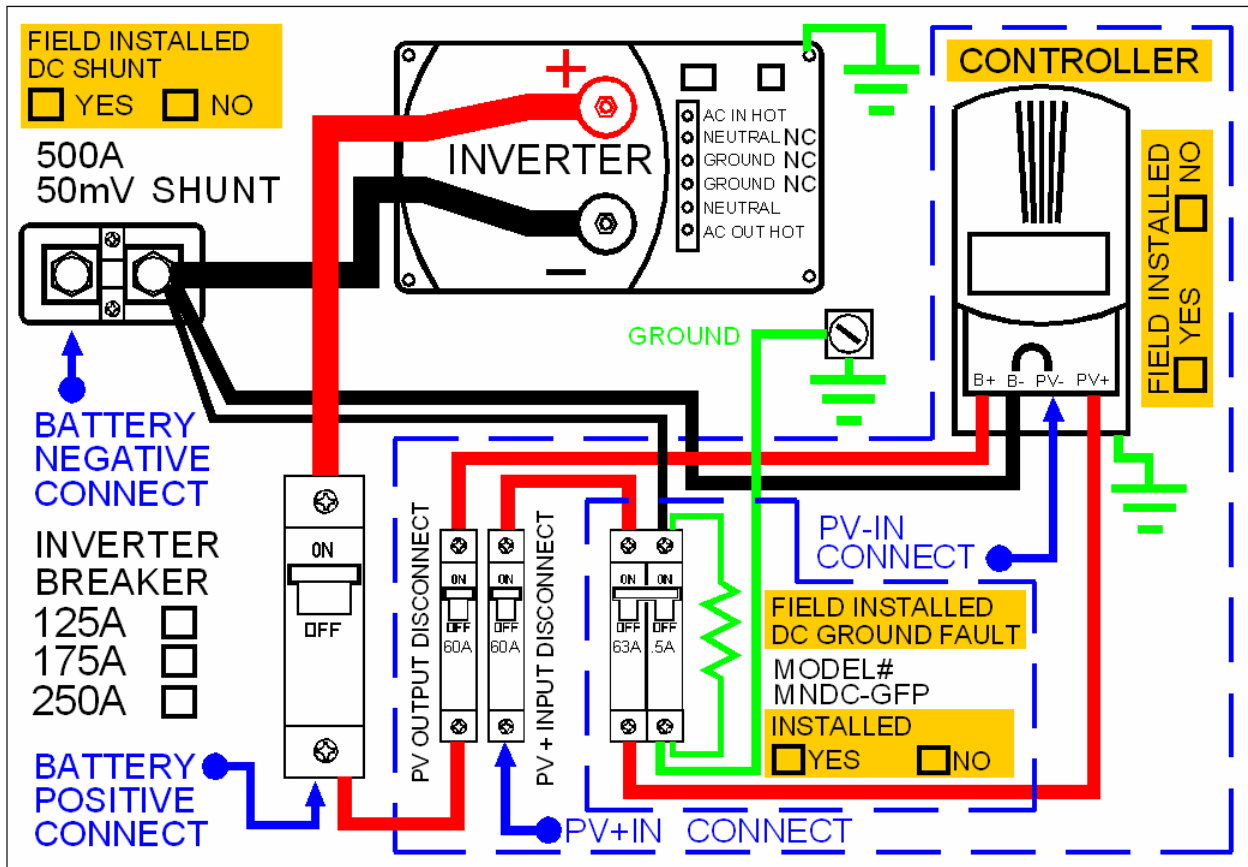 FIELD INSTALLED
DC SHUNT
YES NO
500A
50mV SHUNT
BATTERY
NEGATIVE
CONNECT
INVERTER
BREAKER
125A
175A
250A
BATTERY
POSITIVE
CONNECT
+
INVERTER
−
AC IN HOT
NEUTRAL NC
GROUND NC
GROUND NC
NEUTRAL
AC OUT HOT
GROUND
CONTROLLER
FIELD INSTALLED
YES NO
B+ B- PV- PV+
PV-IN
CONNECT
ON
OFF
PV OUTPUT DISCONNECT
ON
OFF
60A
ON
OFF
60A
PV + INPUT DISCONNECT
ON ON
OFF OFF
63A .5A
FIELD INSTALLED
DC GROUND FAULT
MODEL#
MNDC-GFP
INSTALLED
YES NO
PV+IN CONNECT